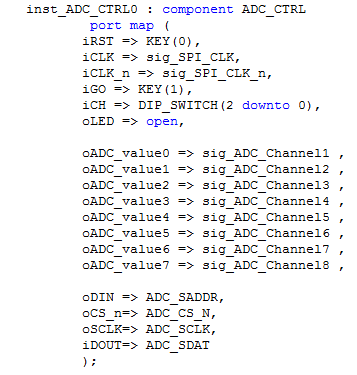 inst_ADC_CTRL0 : component ADC_CTRL
port map (
iRST => KEY(0),
iCLK => sig_SPI_CLK,
iCLK_n => sig_SPI_CLK_n,
iGO => KEY(1),
iCH => DIP_SWITCH(2 downto 0),
oLED => open,
oADC_value0 => sig_ADC_Channel1 ,
oADC_value1 => sig_ADC_Channel2 ,
oADC_value2 => sig_ADC_Channel3 ,
oADC_value3 => sig_ADC_Channel4 ,
oADC_value4 => sig_ADC_Channel5 ,
oADC_value5 => sig_ADC_Channel6 ,
oADC_value6 => sig_ADC_Channel7 ,
oADC_value7 => sig_ADC_Channel8 ,
oDIN => ADC_SADDR,
oCS_n=> ADC_CS_N,
oSCLK=> ADC_SCLK,
iDOUT=> ADC_SDAT
);